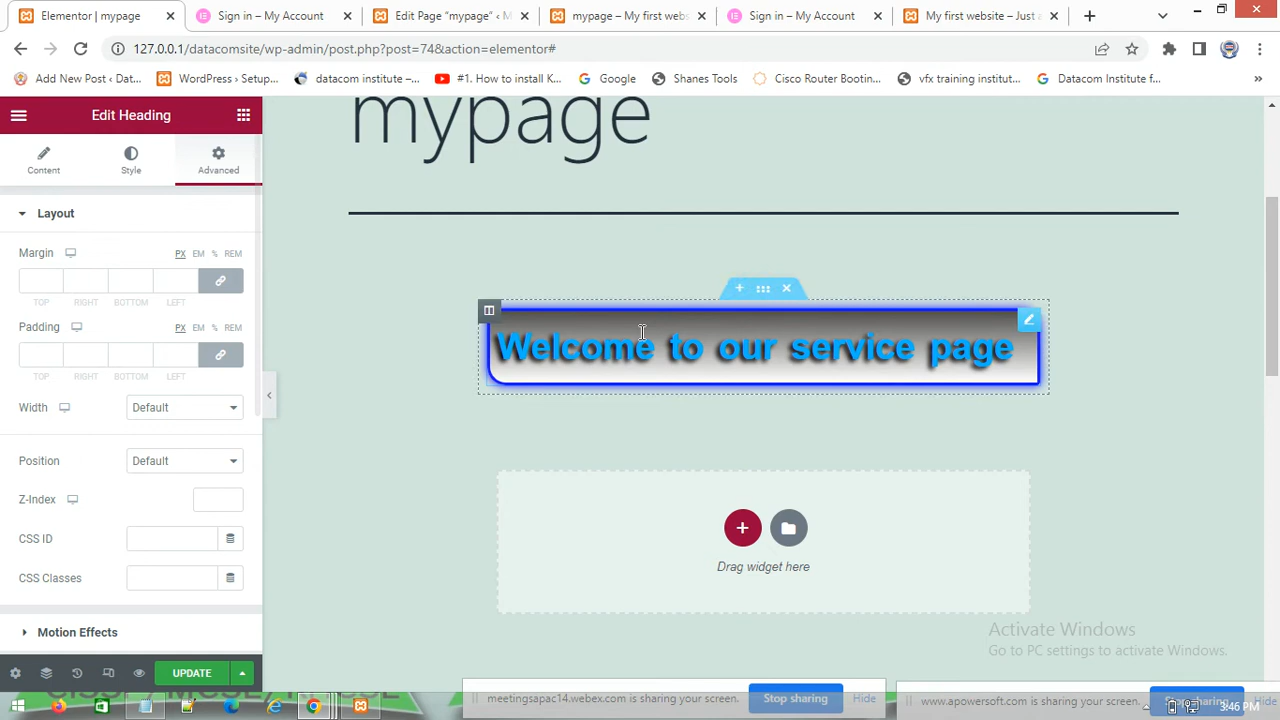 Elementor | mypage
Sign in – My Account
Edit Page “mypage” ‹ M
mypage – My first webs
Sign in – My Account
My first website – Just a
127.0.0.1/datacomsite/wp-admin/post.php?post=74&action=elementor#
Add New Post ‹ Dat...
WordPress › Setup...
datacom institute –...
#1. How to install K...
Google
Shanes Tools
Cisco Router Bootin...
vfx training institut...
Datacom Institute f...
»
Edit Heading
Content
Style
Advanced
mypage
Layout
Margin
PX EM % REM
TOP RIGHT BOTTOM LEFT
Padding
PX EM % REM
TOP RIGHT BOTTOM LEFT
Width
Default
Position
Default
Z-Index
CSS ID
CSS Classes
Motion Effects
UPDATE
Welcome to our service page
Drag widget here
Activate Windows
Go to PC settings to activate Windows.
meetingsapac14.webex.com is sharing your screen.
Stop sharing
Hide
www.apowersoft.com is sharing your screen.
3:46 PM